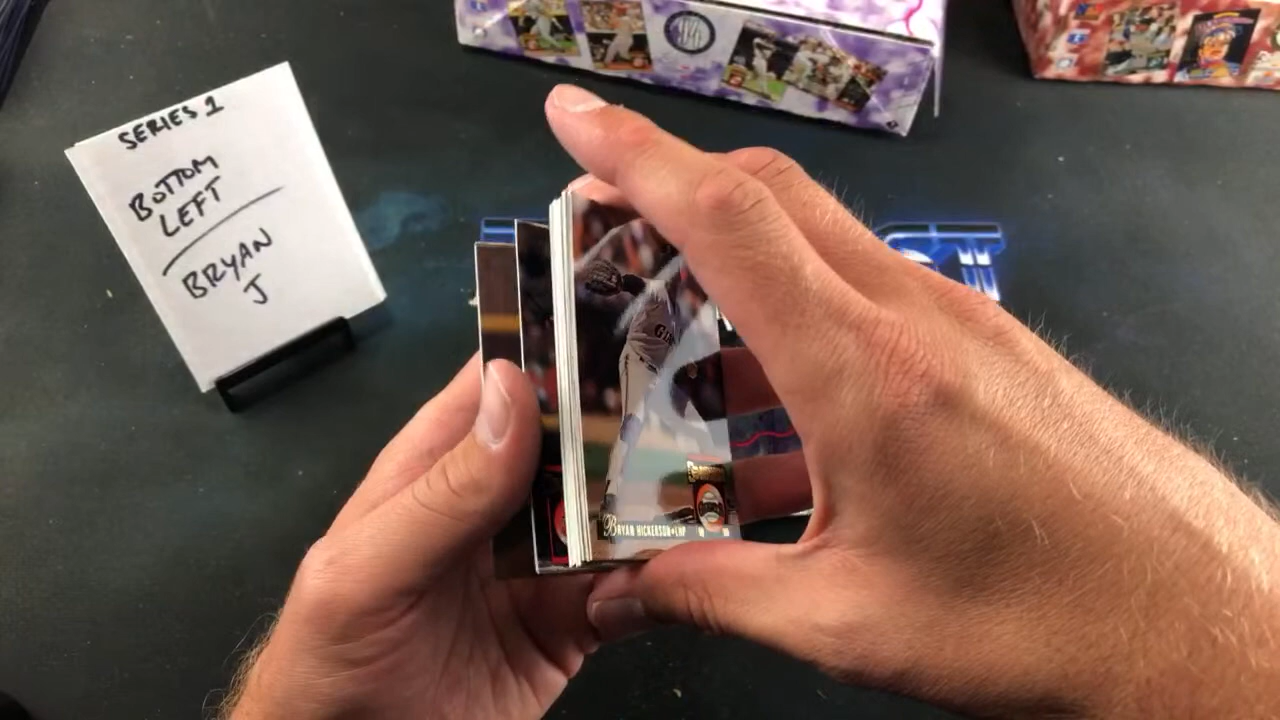 SERIES 1
BOTTOM
LEFT
BRYAN
J
BRYAN HICKERSON • LHP